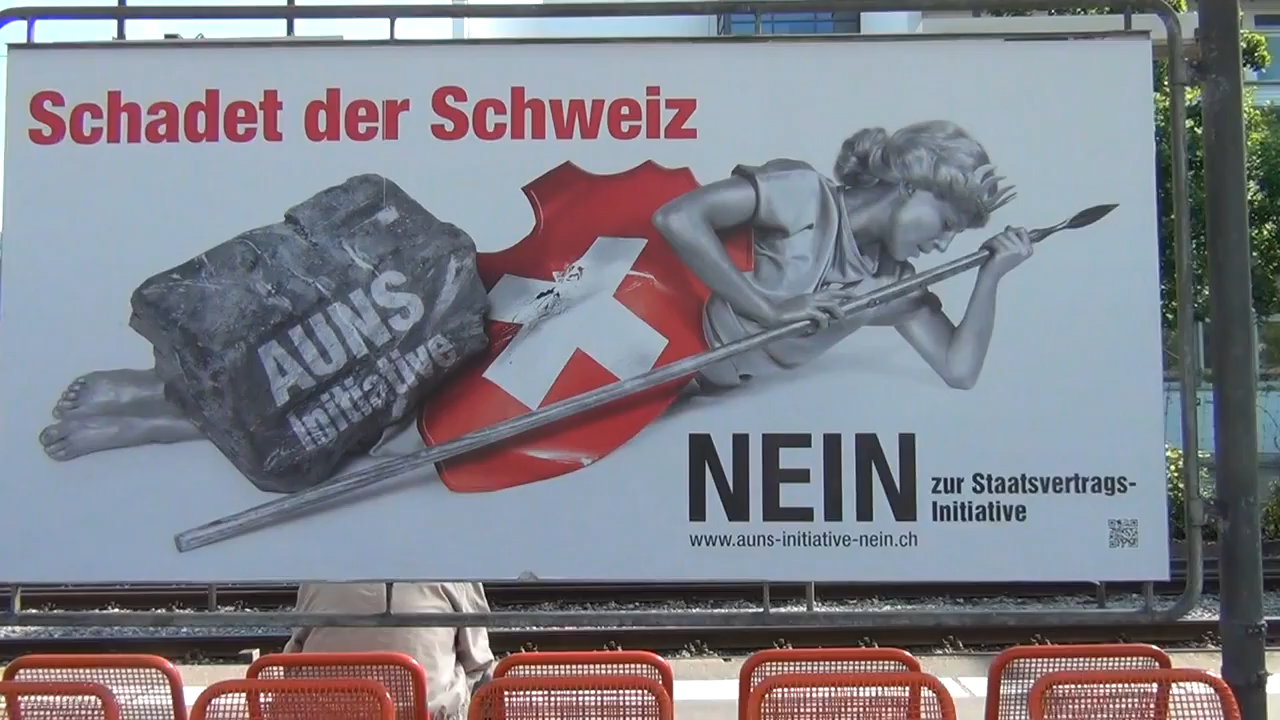 Schadet der Schweiz
AUNS
Initiative
NEIN
zur Staatsvertrags-
Initiative
www.auns-initiative-nein.ch